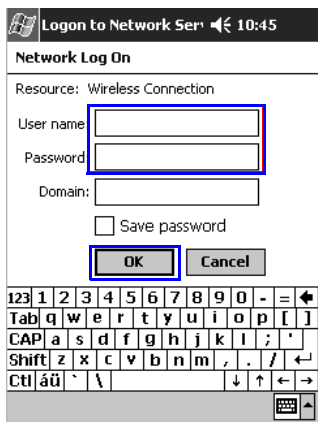 Logon to Network Ser 10:45
Network Log On
Resource: Wireless Connection
User name:
Password:
Domain:
Save password
OK Cancel
123 1 2 3 4 5 6 7 8 9 0 - =
Tab q w e r t y u i o p [ ]
CAP a s d f g h j k l ; '
Shift z x c v b n m , . /
Ctl áü ` \